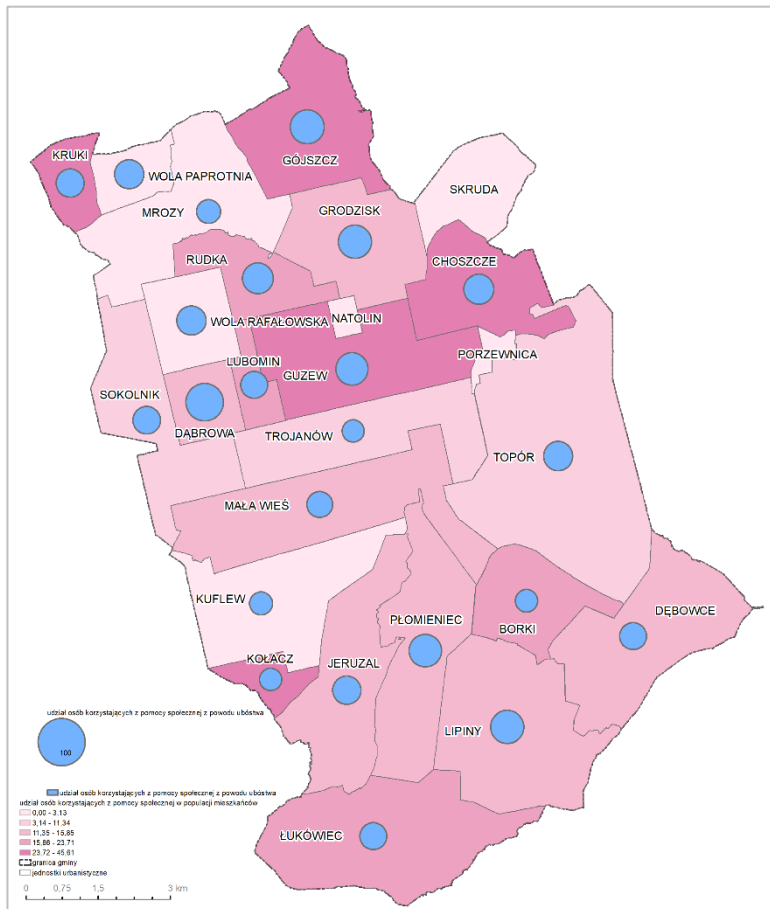 KRUKI
WOLA PAPROTNIA
GÓJSZCZ
SKRUDA
MROZY
GRODZISK
RUDKA
CHOSZCZE
WOLA RAFAŁOWSKA
NATOLIN
LUBOMIN
PORZEWNICA
GUZEW
SOKOLNIK
DĄBROWA
TROJANÓW
TOPÓR
MAŁA WIEŚ
KUFLEW
PŁOMIENIEC
BORKI
DĘBOWCE
KOŁACZ
JERUZAL
LIPINY
ŁUKÓWIEC
udział osób korzystających z pomocy społecznej z powodu ubóstwa
100
udział osób korzystających z pomocy społecznej z powodu ubóstwa
udział osób korzystających z pomocy społecznej w populacji mieszkańców
0,00 - 3,13
3,14 - 11,34
11,35 - 15,85
15,86 - 23,71
23,72 - 45,61
granica gminy
jednostki urbanistyczne
0 0,75 1,5 3 km